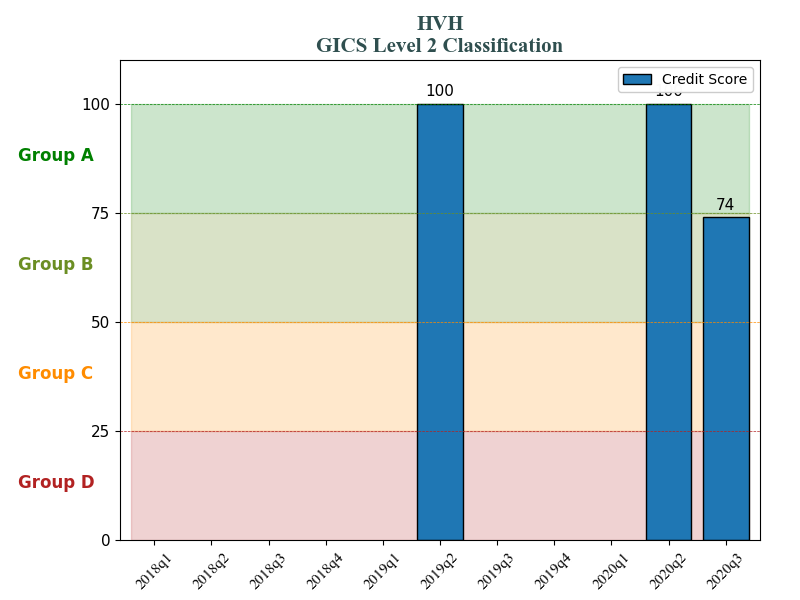 HVH
GICS Level 2 Classification
Credit Score
100
100
100
Group A
75
74
Group B
50
Group C
25
Group D
0
2018q1
2018q2
2018q3
2018q4
2019q1
2019q2
2019q3
2019q4
2020q1
2020q2
2020q3